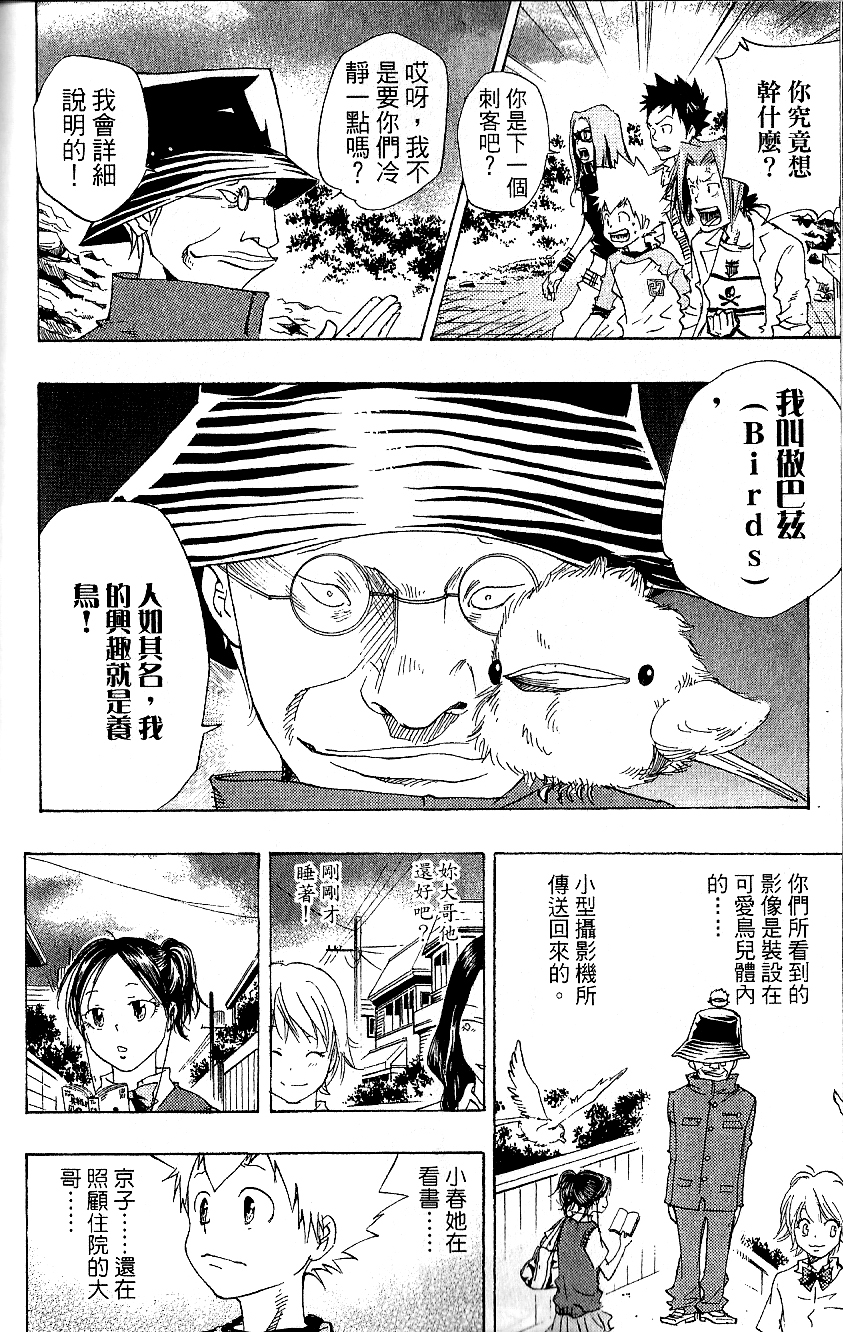 你究竟想
幹什麼？
你是下一個
刺客吧？
哎呀，我不
是要你們冷
靜一點嗎？
我會詳細
說明的！
我叫做巴茲
(Birds)，
人如其名，我
的興趣就是養
鳥！
你們所看到的
影像是裝設在
可愛鳥兒體內
的……
小型攝影機所
傳送回來的。
妳大哥他
還好吧？
剛剛才
睡著！
小春她在
看書……
京子……還在
照顧住院的大
哥……